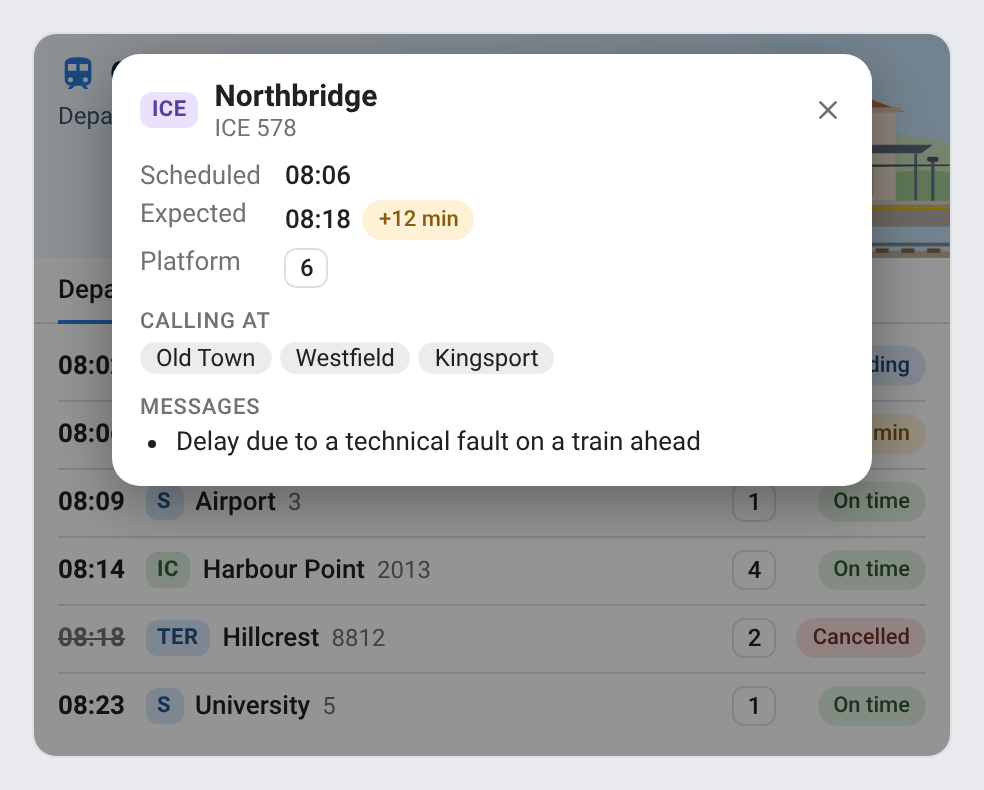 ICE Northbridge
ICE 578
Scheduled 08:06
Expected 08:18 +12 min
Platform 6
CALLING AT
Old Town Westfield Kingsport
MESSAGES
• Delay due to a technical fault on a train ahead
min
08:09 S Airport 3 1 On time
08:14 IC Harbour Point 2013 4 On time
08:18 TER Hillcrest 8812 2 Cancelled
08:23 S University 5 1 On time